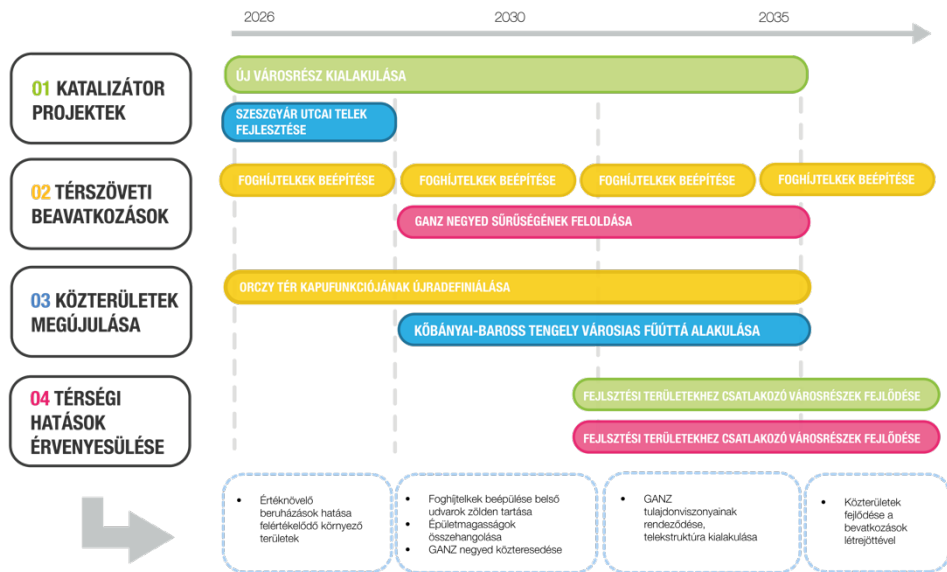 2026
2030
2035
01 KATALIZÁTOR
PROJEKTEK
ÚJ VÁROSRÉSZ KIALAKULÁSA
SZESZGYÁR UTCAI TELEK
FEJLESZTÉSE
02 TÉRSZÖVETI
BEAVATKOZÁSOK
FOGHÍJTELKEK BEÉPÍTÉSE
FOGHÍJTELKEK BEÉPÍTÉSE
FOGHÍJTELKEK BEÉPÍTÉSE
FOGHÍJTELKEK BEÉPÍTÉSE
GANZ NEGYED SŰRŰSÉGÉNEK FELOLDÁSA
03 KÖZTERÜLETEK
MEGÚJULÁSA
ORCZY TÉR KAPUFUNKCIÓJÁNAK ÚJRADEFINIÁLÁSA
KŐBÁNYAI-BAROSS TENGELY VÁROSIAS FŰÚTTÁ ALAKULÁSA
04 TÉRSÉGI
HATÁSOK
ÉRVENYESÜLÉSE
FEJLSZTÉSI TERÜLETEKHEZ CSATLAKOZÓ VÁROSRÉSZEK FEJLŐDÉSE
FEJLSZTÉSI TERÜLETEKHEZ CSATLAKOZÓ VÁROSRÉSZEK FEJLŐDÉSE
• Értéknövelő
beruházások hatása
felértékelődő környező
területek
• Foghíjtelkek beépülése belső
udvarok zölden tartása
• Épületmagasságok
összehangolása
• GANZ negyed közteresedése
• GANZ
tulajdonviszonyainak
rendeződése,
telekstruktúra kialakulása
• Közterületek
fejlődése a
bevatkozások
létrejöttével